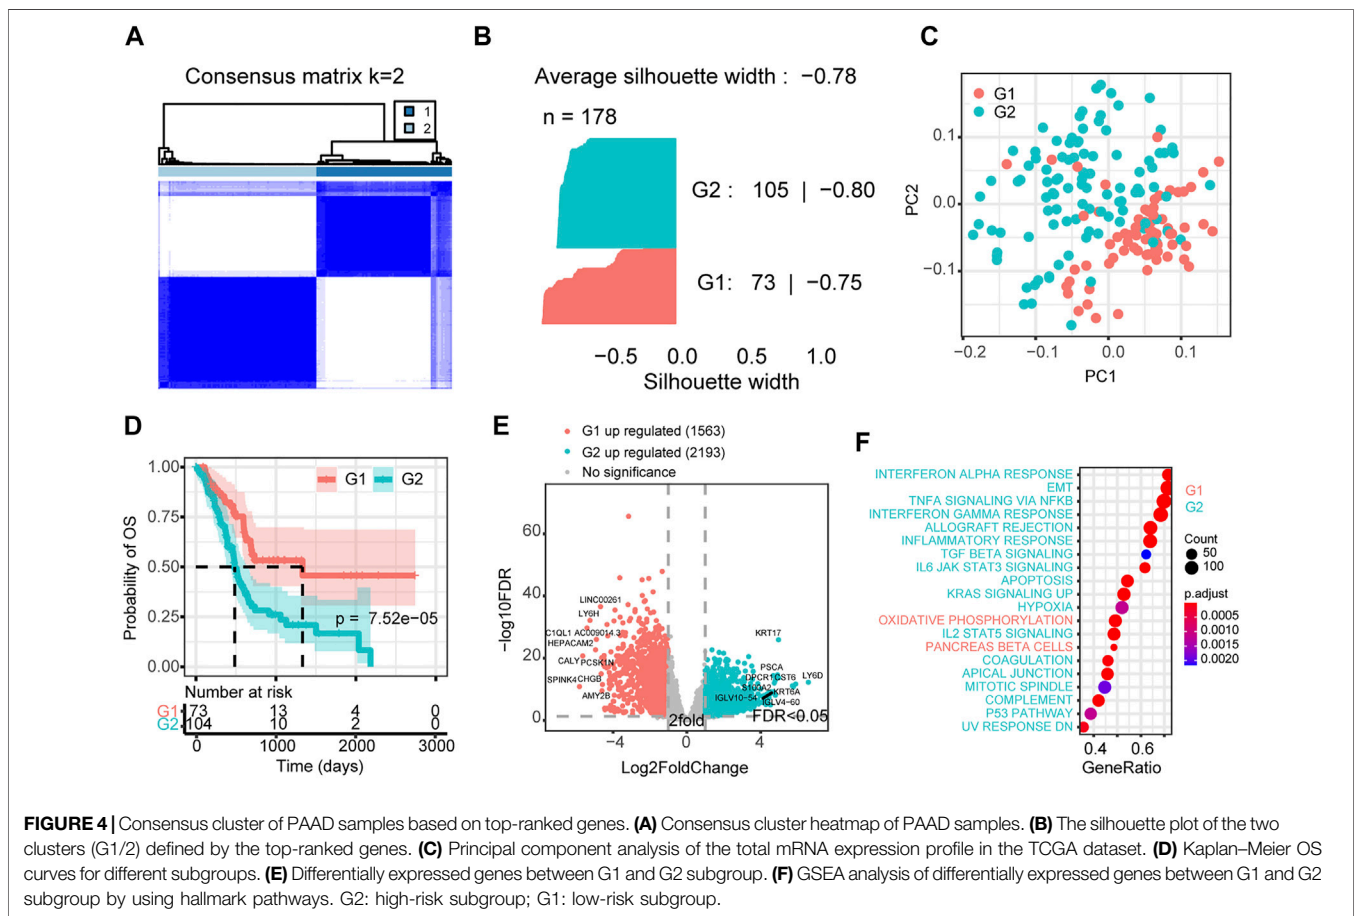 A
Consensus matrix k=2
1
2
B
Average silhouette width : −0.78
n = 178
G2 : 105 | −0.80
G1: 73 | −0.75
−0.5 0.0 0.5 1.0
Silhouette width
C
G1
G2
0.1
0.0
−0.1
PC2
−0.2 −0.1 0.0 0.1
PC1
D
G1 G2
1.00
0.75
0.50
0.25
0.00
Probability of OS
p = 7.52e−05
Number at risk
G1 73 13 4 0
G2 104 10 2 0
0 1000 2000 3000
Time (days)
E
G1 up regulated (1563)
G2 up regulated (2193)
No significance
60
40
20
0
−log10FDR
LINC00261
LY6H
C1QL1 AC009014.3
HEPACAM2
CALY PCSK1N
SPINK4 CHGB
AMY2B
KRT17
PSCA
DPCR1 CST6 LY6D
S100A2
KRT6A
IGLV10−54
IGLV4−60
2fold FDR<0.05
−4 0 4
Log2FoldChange
F
INTERFERON ALPHA RESPONSE
EMT
TNFA SIGNALING VIA NFKB
INTERFERON GAMMA RESPONSE
ALLOGRAFT REJECTION
INFLAMMATORY RESPONSE
TGF BETA SIGNALING
IL6 JAK STAT3 SIGNALING
APOPTOSIS
KRAS SIGNALING UP
HYPOXIA
OXIDATIVE PHOSPHORYLATION
IL2 STAT5 SIGNALING
PANCREAS BETA CELLS
COAGULATION
APICAL JUNCTION
MITOTIC SPINDLE
COMPLEMENT
P53 PATHWAY
UV RESPONSE DN
0.4 0.6
GeneRatio
G1
G2
Count
50
100
p.adjust
0.0005
0.0010
0.0015
0.0020
FIGURE 4 | Consensus cluster of PAAD samples based on top-ranked genes. (A) Consensus cluster heatmap of PAAD samples. (B) The silhouette plot of the two
clusters (G1/2) defined by the top-ranked genes. (C) Principal component analysis of the total mRNA expression profile in the TCGA dataset. (D) Kaplan–Meier OS
curves for different subgroups. (E) Differentially expressed genes between G1 and G2 subgroup. (F) GSEA analysis of differentially expressed genes between G1 and G2
subgroup by using hallmark pathways. G2: high-risk subgroup; G1: low-risk subgroup.